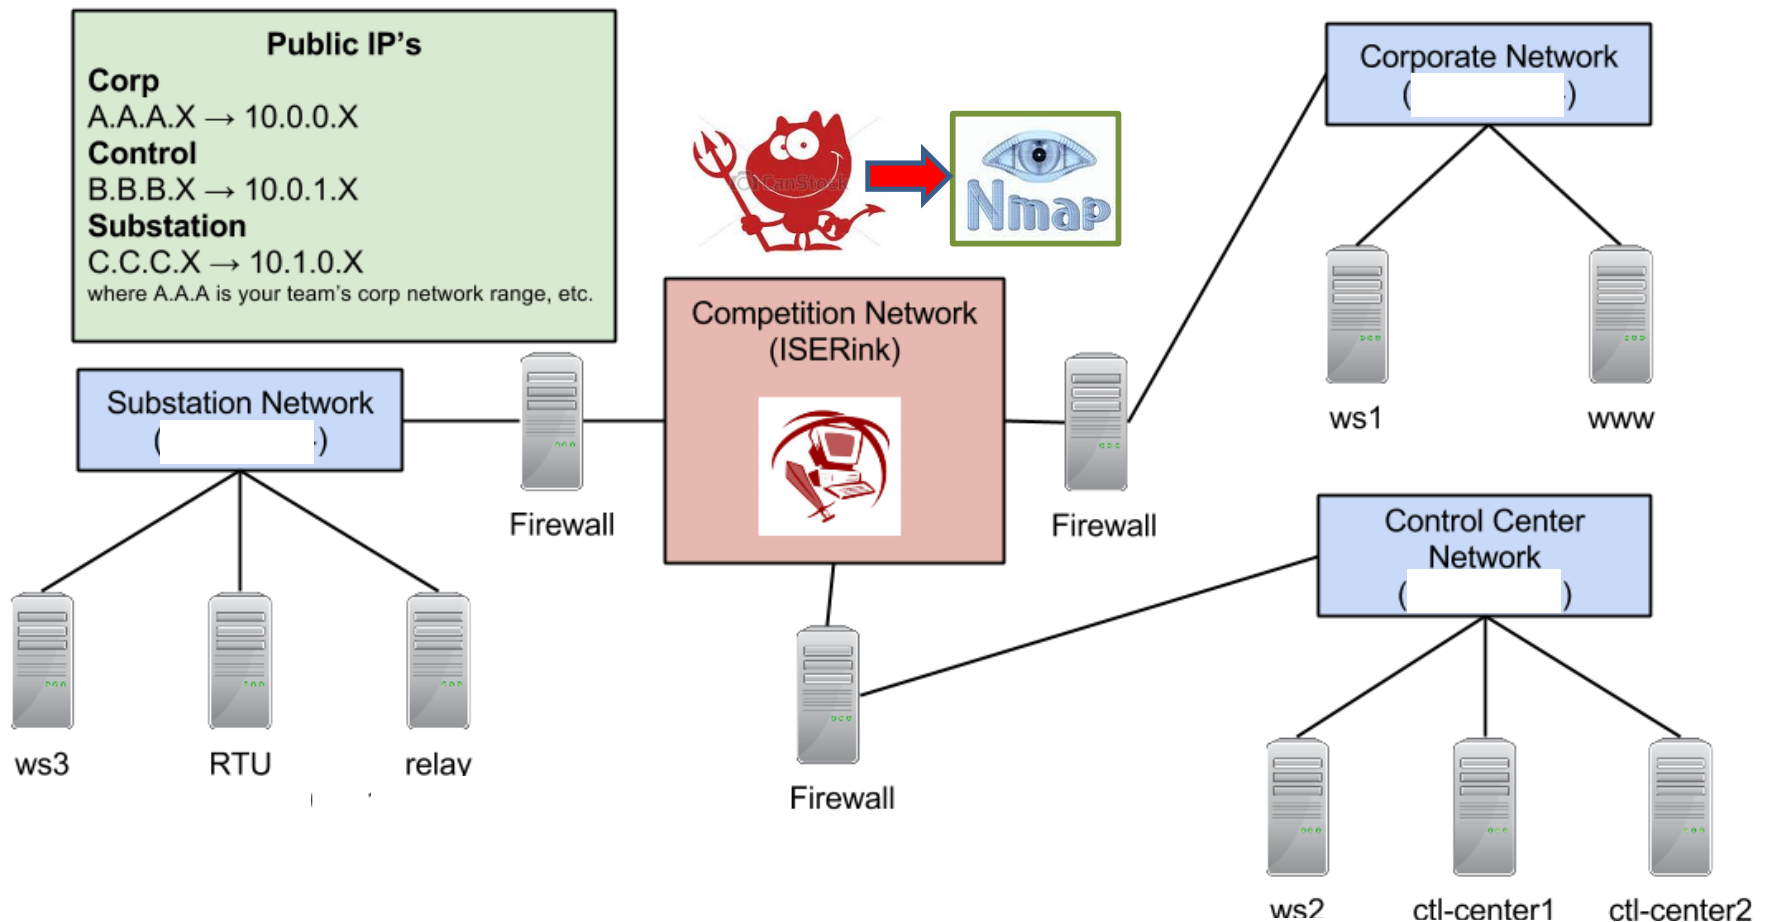 Public IP's
Corp
A.A.A.X → 10.0.0.X
Control
B.B.B.X → 10.0.1.X
Substation
C.C.C.X → 10.1.0.X
where A.A.A is your team's corp network range, etc.
CanStock
Nmap
Corporate Network
( )
ws1
www
Competition Network
(ISERink)
Substation Network
( )
Firewall
Firewall
Firewall
Control Center
Network
( )
ws3
RTU
relay
ws2
ctl-center1
ctl-center2